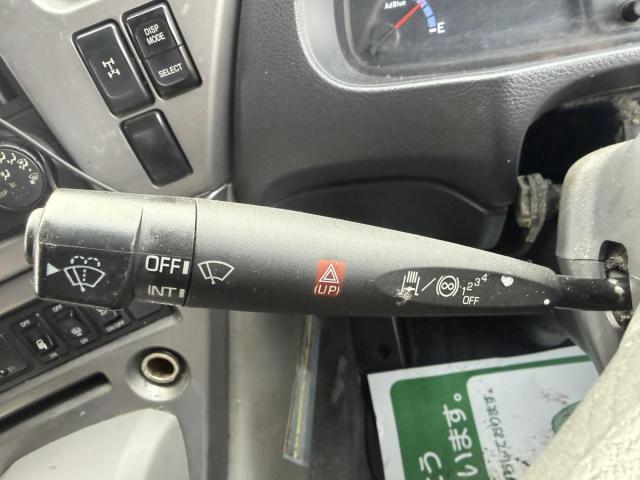 DISP
MODE
SELECT
AdBlue
E
OFF
INT
(UP)
1 2 3 4
OFF
います。